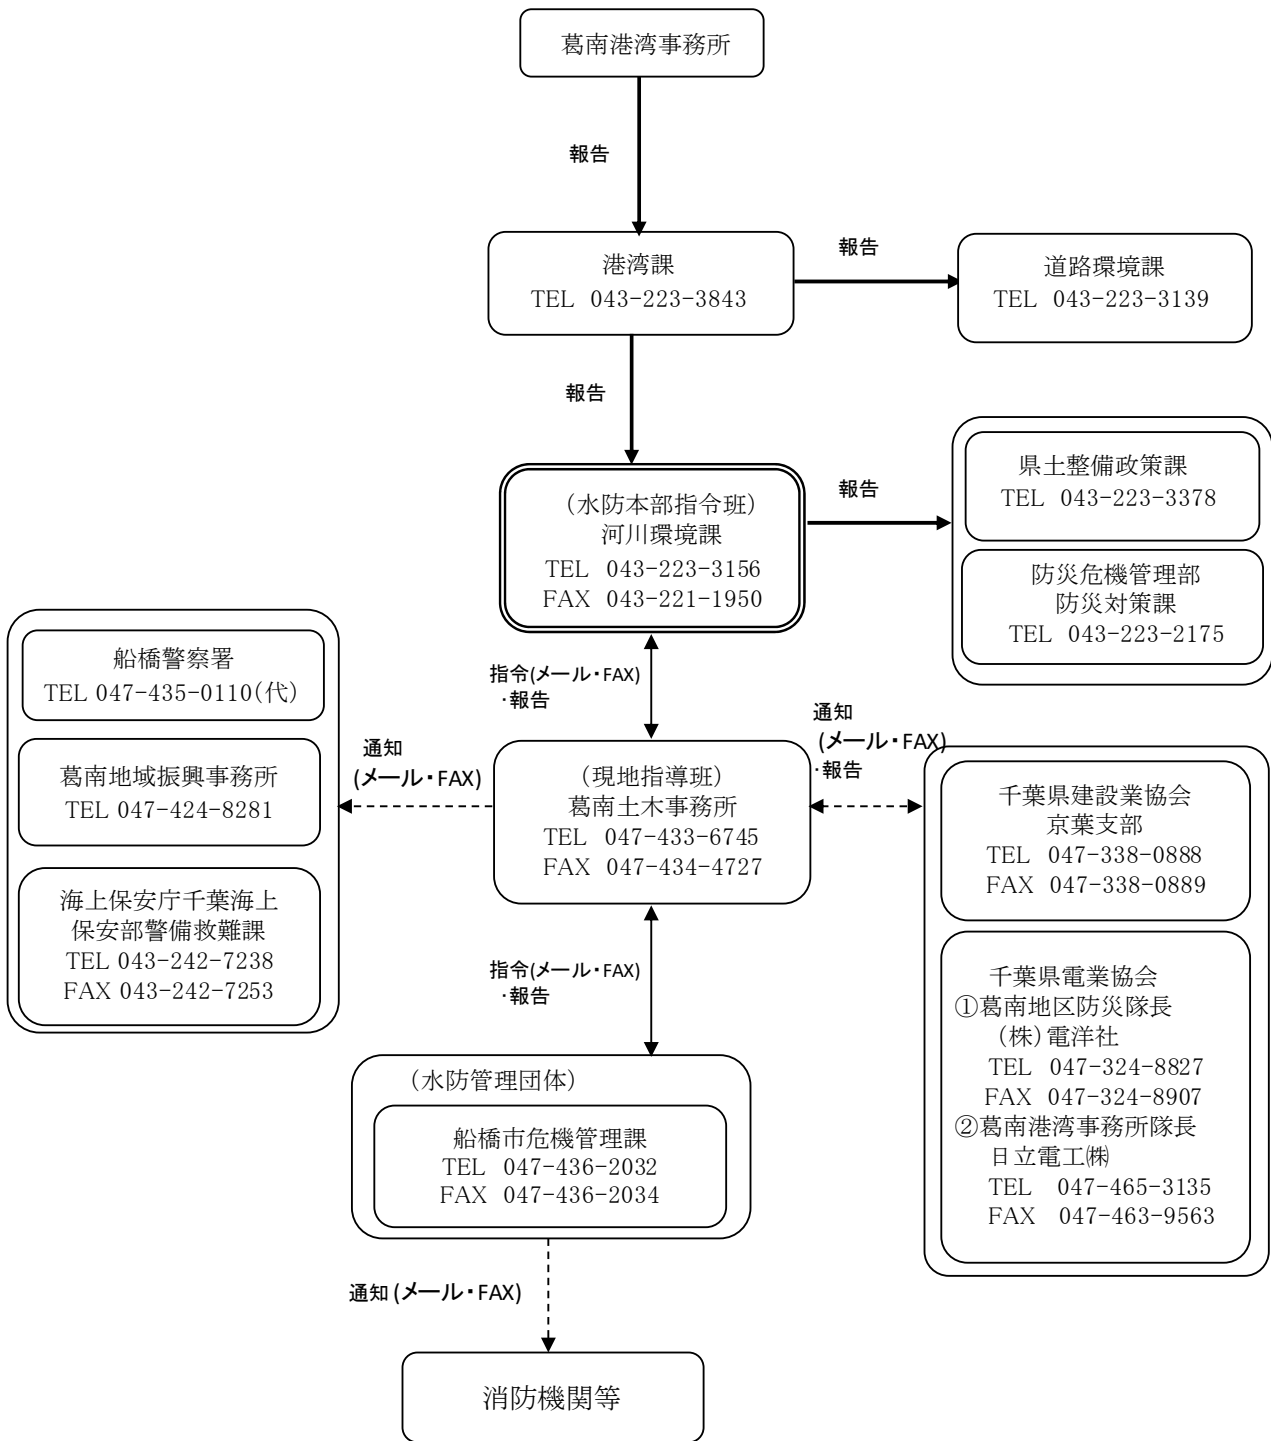 葛南港湾事務所
報告
港湾課
TEL 043-223-3843
報告
道路環境課
TEL 043-223-3139
報告
(水防本部指令班)
河川環境課
TEL 043-223-3156
FAX 043-221-1950
報告
県土整備政策課
TEL 043-223-3378
防災危機管理部
防災対策課
TEL 043-223-2175
指令(メール・FAX)
・報告
船橋警察署
TEL 047-435-0110(代)
葛南地域振興事務所
TEL 047-424-8281
海上保安庁千葉海上
保安部警備救難課
TEL 043-242-7238
FAX 043-242-7253
通知
(メール・FAX)
(現地指導班)
葛南土木事務所
TEL 047-433-6745
FAX 047-434-4727
通知
(メール・FAX)
・報告
千葉県建設業協会
京葉支部
TEL 047-338-0888
FAX 047-338-0889
千葉県電業協会
①葛南地区防災隊長
(株)電洋社
TEL 047-324-8827
FAX 047-324-8907
②葛南港湾事務所隊長
日立電工㈱
TEL 047-465-3135
FAX 047-463-9563
指令(メール・FAX)
・報告
(水防管理団体)
船橋市危機管理課
TEL 047-436-2032
FAX 047-436-2034
通知(メール・FAX)
消防機関等